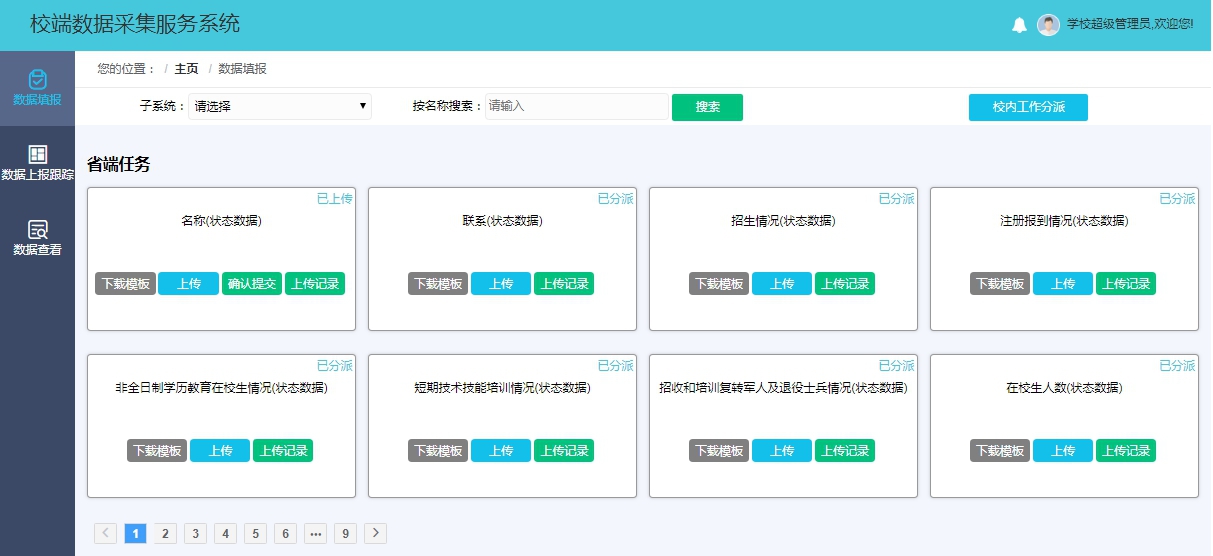 校端数据采集服务系统
学校超级管理员,欢迎您!
数据填报
数据上报跟踪
数据查看
您的位置： / 主页 / 数据填报
子系统： 请选择 按名称搜索： 请输入 搜索 校内工作分派
省端任务
已上传
名称(状态数据)
下载模板 上传 确认提交 上传记录
已分派
联系(状态数据)
下载模板 上传 上传记录
已分派
招生情况(状态数据)
下载模板 上传 上传记录
已分派
注册报到情况(状态数据)
下载模板 上传 上传记录
已分派
非全日制学历教育在校生情况(状态数据)
下载模板 上传 上传记录
已分派
短期技术技能培训情况(状态数据)
下载模板 上传 上传记录
已分派
招收和培训复转军人及退役士兵情况(状态数据)
下载模板 上传 上传记录
已分派
在校生人数(状态数据)
下载模板 上传 上传记录
1 2 3 4 5 6 ··· 9